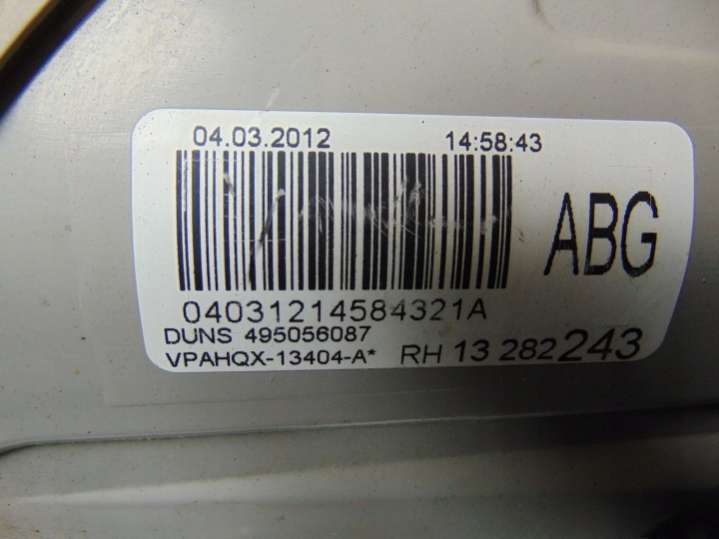 04.03.2012 14:58:43
ABG
04031214584321A
DUNS 495056087
VPAHQX-13404-A* RH 13 282 243